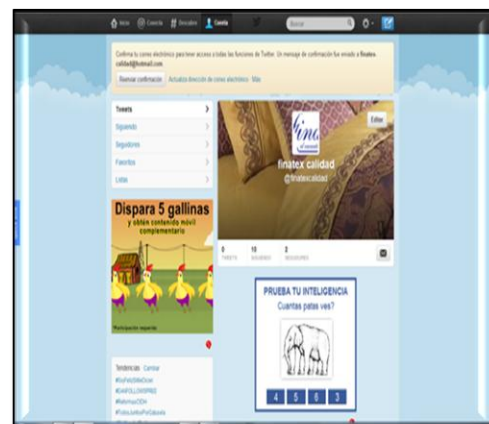 Inicio @ Conecta # Descubre Cuenta
Buscar
Confirma tu correo electrónico para tener acceso a todas las funciones de Twitter. Un mensaje de confirmación fue enviado a finatex-
calidad@hotmail.com.
Reenviar confirmación Actualiza dirección de correo electrónico · Más
Tweets
Siguiendo
Seguidores
Favoritos
Listas
Editar
fina
finatex calidad
@finatexcalidad
0 10 2
TWEETS SIGUIENDO SEGUIDORES
Dispara 5 gallinas
y obtén contenido móvil
complementario
Participación requerida
PRUEBA TU INTELIGENCIA
Cuantas patas ves?
4 5 6 3
Tendencias · Cambiar